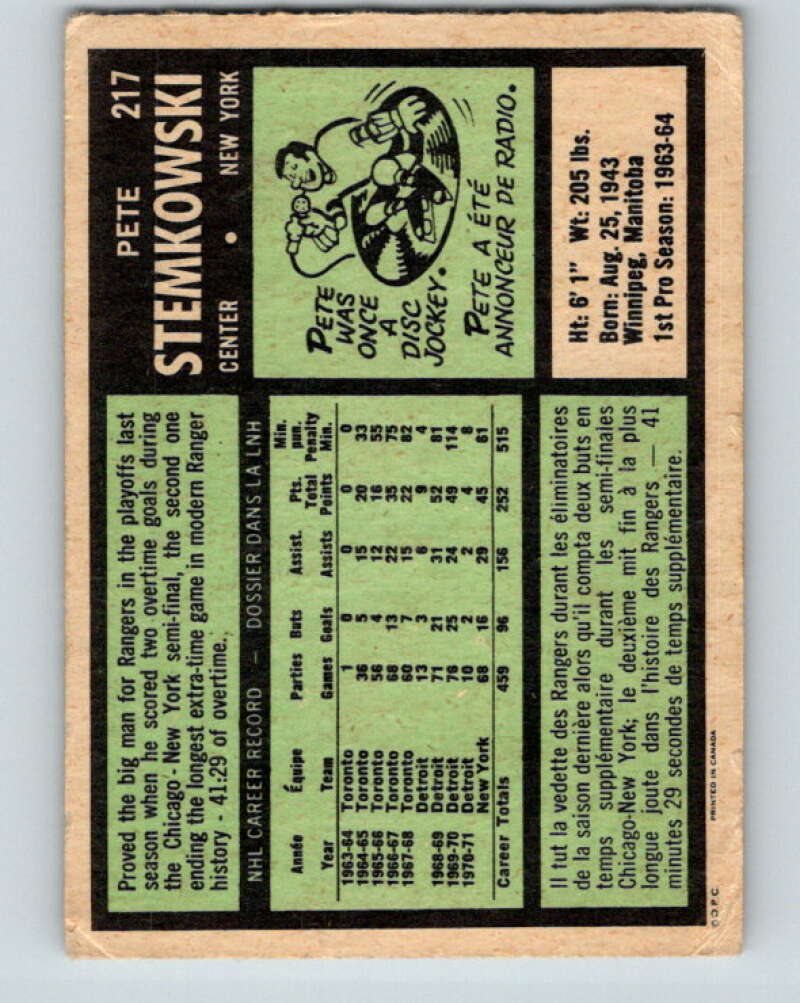 PETE 217
STEMKOWSKI
CENTER • NEW YORK
Proved the big man for Rangers in the playoffs last
season when he scored two overtime goals during
the Chicago - New York semi-final, the second one
ending the longest extra-time game in modern Ranger
history - 41:29 of overtime.
PETE
WAS
ONCE
A
DISC
JOCKEY.
PETE A ÉTÉ
ANNONCEUR DE RADIO.
NHL CAREER RECORD – DOSSIER DANS LA LNH
Année Équipe Parties Buts Assist. Pts. Total Min. pun.
Year Team Games Goals Assists Points Penalty Min.
1963-64 Toronto 1 0 0 0 0
1964-65 Toronto 36 5 15 20 33
1965-66 Toronto 56 4 12 16 55
1966-67 Toronto 68 13 22 35 75
1967-68 Toronto 60 7 15 22 82
Detroit 13 3 6 9 4
1968-69 Detroit 71 21 31 52 81
1969-70 Detroit 76 25 24 49 114
1970-71 Detroit 10 2 2 4 8
New York 68 16 29 45 61
Career Totals 459 96 156 252 515
Ht: 6' 1" Wt: 205 lbs.
Born: Aug. 25, 1943
Winnipeg, Manitoba
1st Pro Season: 1963-64
Il tut la vedette des Rangers durant les éliminatoires
de la saison dernière alors qu'il compta deux buts en
temps supplémentaire durant les semi-finales
Chicago-New York; le deuxième mit fin à la plus
longue joute dans l'histoire des Rangers — 41
minutes 29 secondes de temps supplémentaire.
© O.P.C. PRINTED IN CANADA